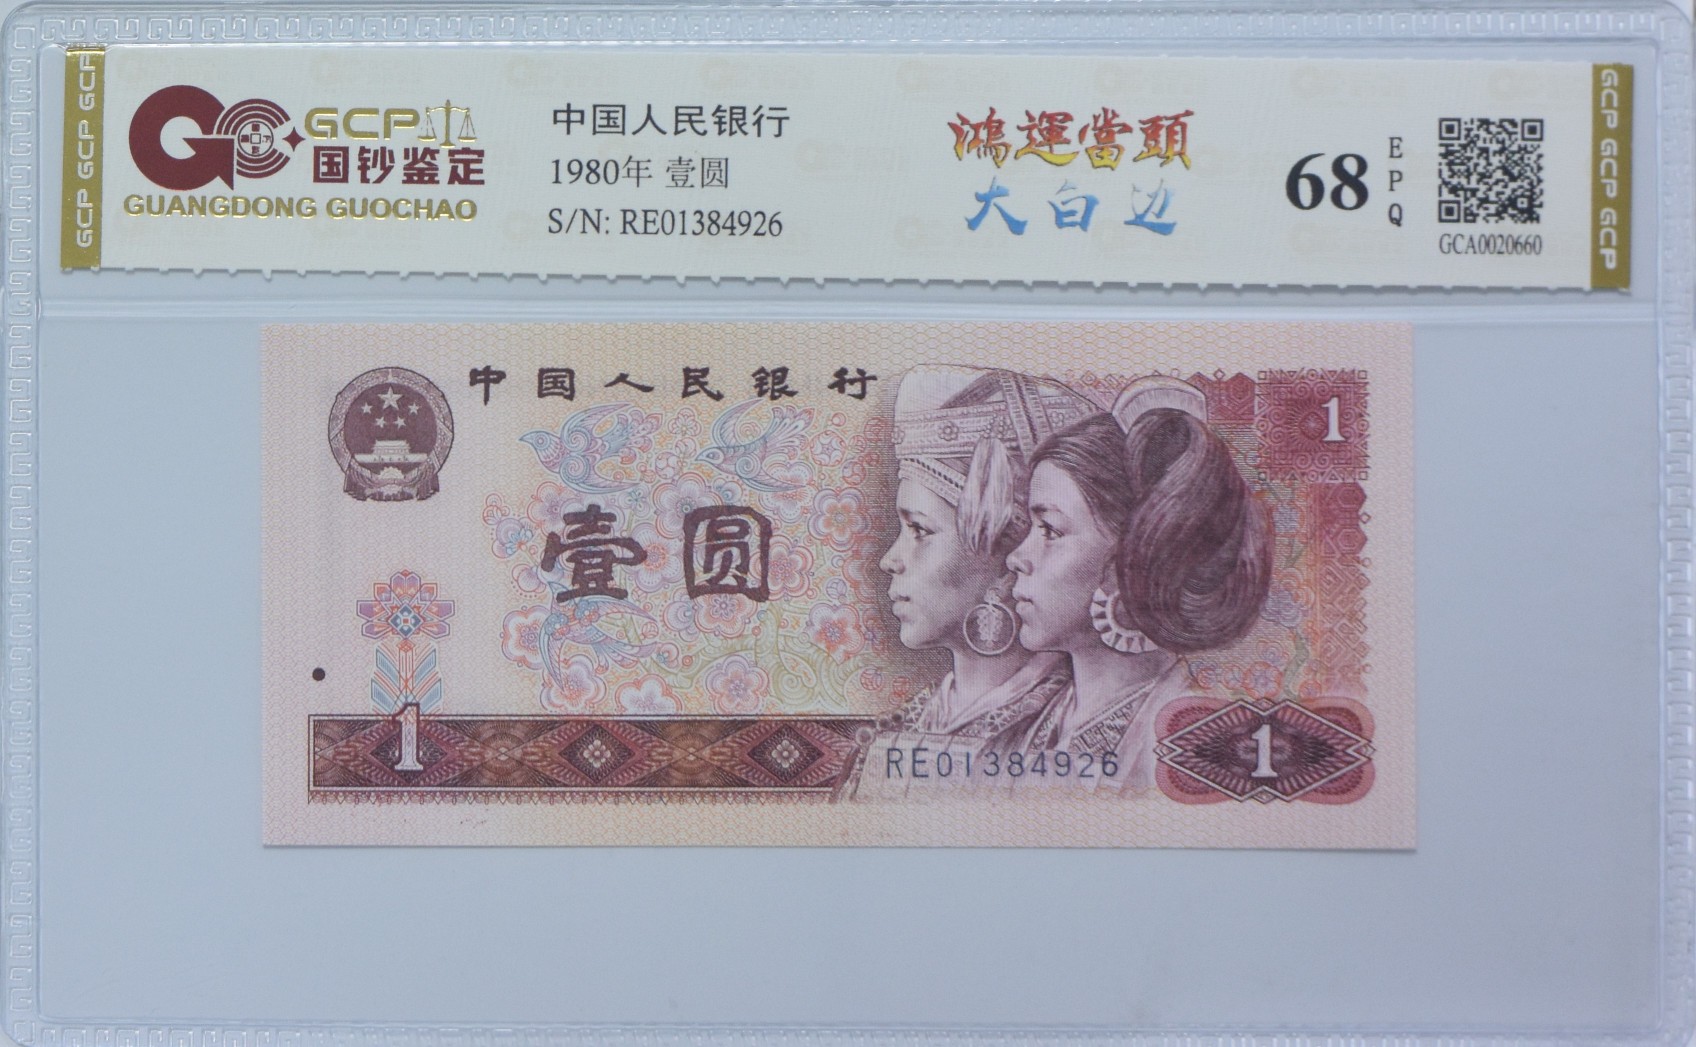 GCP GCP GCP
GCP
国钞鉴定
GUANGDONG GUOCHAO
中国人民银行
1980年 壹圆
S/N: RE01384926
鸿運當頭
大白边
68
EPQ
GCA0020660
GCP GCP GCP
中国人民银行
1
壹圆
1
RE01384926
1